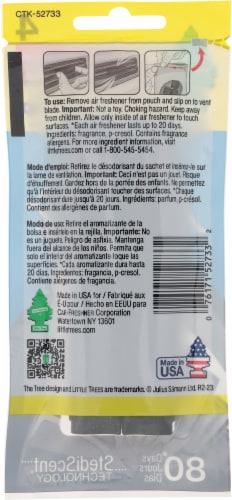 CTK-52733
To use: Remove air freshener from pouch and slip on to vent
blade. Important: Not a toy. Choking hazard. Keep away
from children. Allow only inside of air freshener to touch
surfaces. *Each air freshener lasts up to 20 days.
Ingredients: fragrance, p-cresol. Contains fragrance
allergens. For more ingredient information, visit
littletrees.com or call 1-800-545-5454.
Mode d'emploi: Retirer le désodorisant du sachet et insérez-le sur
la lame de ventilation. Important: Ceci n'est pas un jouet. Risque
d'étouffement. Gardez hors de la portée des enfants. Ne permettez
qu'à l'intérieur du désodorisant toucher des surfaces. *Chaque
désodorisant dure jusqu'à 20 jours. Ingrédients: parfum, p-cresol.
Contient des allergènes de parfum.
Modo de uso: Retire el aromatizante de la
bolsa e insérelo en la rejilla. Importante: No
es un juguete. Peligro de asfixia. Mantenga
fuera del alcance de los niños. Permita que
solo el interior del aromatizante toque las
superficies. *Cada aromatizante dura hasta
20 días. Ingredientes: fragancia, p-cresol.
Contiene alérgenos de fragancia.
0 76171 52733 2
Made in USA for / Fabriqué aux
É-U pour / Hecho en EEUU para
Car-Freshner Corporation
Watertown NY 13601
littletrees.com
Made in
USA
The Tree design and Little Trees are trademarks. © Julius Sämann Ltd. R2-23
StediScent
TECHNOLOGY
80
Days
Jours
Días